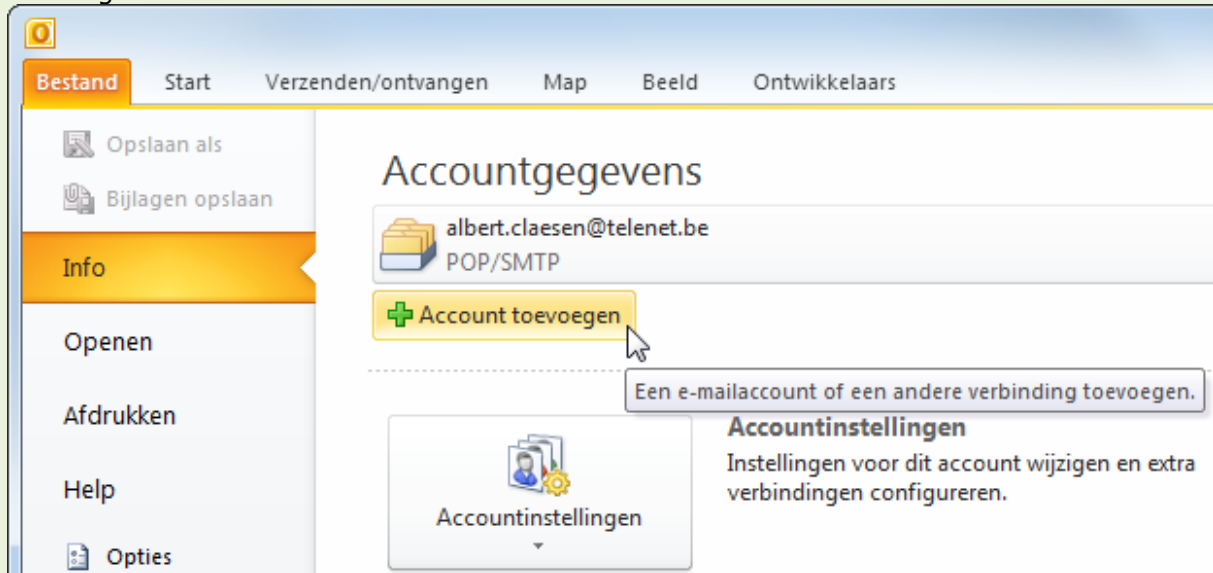 Bestand Start Verzenden/ontvangen Map Beeld Ontwikkelaars
Opslaan als
Bijlagen opslaan
Info
Openen
Afdrukken
Help
Opties
Accountgegevens
albert.claesen@telenet.be
POP/SMTP
Account toevoegen
Een e-mailaccount of een andere verbinding toevoegen.
Accountinstellingen
Accountinstellingen
Instellingen voor dit account wijzigen en extra
verbindingen configureren.